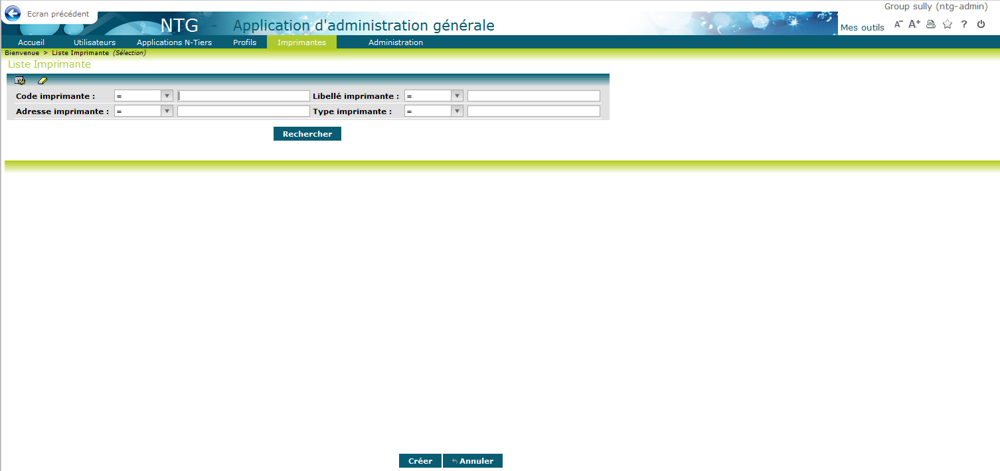 Ecran précédent
Group sully (ntg-admin)
NTG - Application d'administration générale
Mes outils A- A+ ?
Accueil Utilisateurs Applications N-Tiers Profils Imprimantes Administration
Bienvenue > Liste Imprimante (Sélection)
Liste Imprimante
Code imprimante : = Libellé imprimante : =
Adresse imprimante : = Type imprimante : =
Rechercher
Créer Annuler